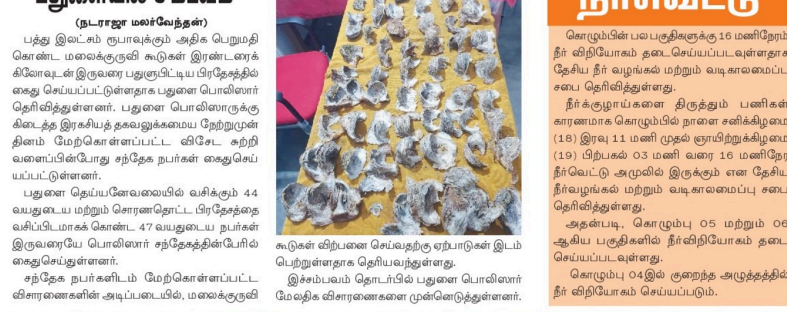 (நடராஜா மலர்வேந்தன்)
பத்து இலட்சம் ரூபாவுக்கும் அதிக பெறுமதி
கொண்ட மலைக்குருவி கூடுகள் இரண்டரைக்
கிலோவுடன் இருவரை பதுளுபிட்டிய பிரதேசத்தில்
கைது செய்யப்பட்டுள்ளதாக பதுளை பொலிஸார்
தெரிவித்துள்ளனர். பதுளை பொலிஸாருக்கு
கிடைத்த இரகசியத் தகவலுக்கமைய நேற்றுமுன்
தினம் மேற்கொள்ளப்பட்ட விசேட சுற்றி
வளைப்பின்போது சந்தேக நபர்கள் கைதுசெய்
யப்பட்டுள்ளனர்.
பதுளை தெய்யனேவலையில் வசிக்கும் 44
வயதுடைய மற்றும் சொரணதொட்ட பிரதேசத்தை
வசிப்பிடமாகக் கொண்ட 47 வயதுடைய நபர்கள்
இருவரையே பொலிஸார் சந்தேகத்தின்பேரில்
கைதுசெய்துள்ளனர்.
சந்தேக நபர்களிடம் மேற்கொள்ளப்பட்ட
விசாரணைகளின் அடிப்படையில், மலைக்குருவி
கூடுகள் விற்பனை செய்வதற்கு ஏற்பாடுகள் இடம்
பெற்றுள்ளதாக தெரியவந்துள்ளது.
இச்சம்பவம் தொடர்பில் பதுளை பொலிஸார்
மேலதிக விசாரணைகளை முன்னெடுத்துள்ளனர்.
நீர்வெட்டு
கொழும்பின் பல பகுதிகளுக்கு 16 மணிநேரம்
நீர் விநியோகம் தடைசெய்யப்படவுள்ளதாக
தேசிய நீர் வழங்கல் மற்றும் வடிகாலமைப்பு
சபை தெரிவித்துள்ளது.
நீர்க்குழாய்களை திருத்தும் பணிகள்
காரணமாக கொழும்பில் நாளை சனிக்கிழமை
(18) இரவு 11 மணி முதல் ஞாயிற்றுக்கிழமை
(19) பிற்பகல் 03 மணி வரை 16 மணிநேர
நீர்வெட்டு அமுலில் இருக்கும் என தேசிய
நீர்வழங்கல் மற்றும் வடிகாலமைப்பு சபை
தெரிவித்துள்ளது.
அதன்படி, கொழும்பு 05 மற்றும் 06
ஆகிய பகுதிகளில் நீர்விநியோகம் தடை
செய்யப்படவுள்ளது.
கொழும்பு 04இல் குறைந்த அழுத்தத்தில்
நீர் விநியோகம் செய்யப்படும்.